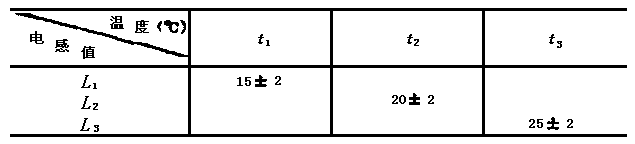 温度(℃)
电感值 t₁ t₂ t₃
L₁ 15± 2
L₂ 20± 2
L₃ 25± 2